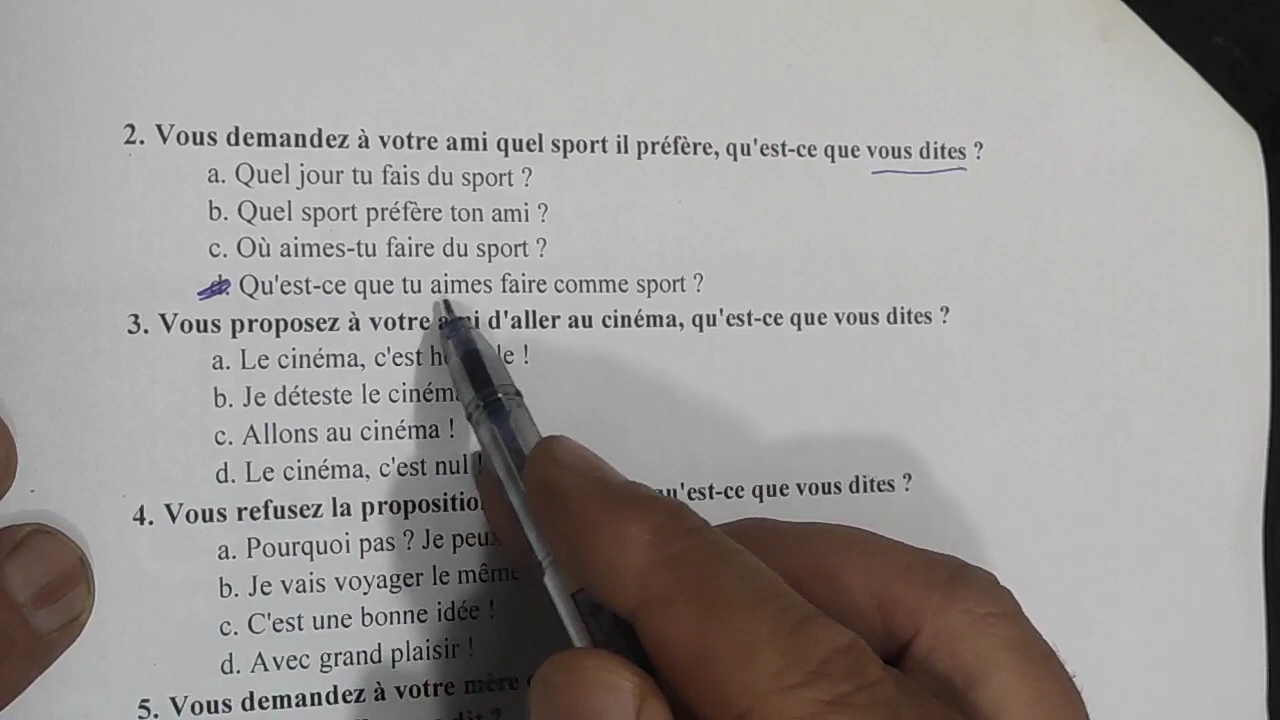 2. Vous demandez à votre ami quel sport il préfère, qu'est-ce que vous dites ?
a. Quel jour tu fais du sport ?
b. Quel sport préfère ton ami ?
c. Où aimes-tu faire du sport ?
Qu'est-ce que tu aimes faire comme sport ?
3. Vous proposez à votre d'aller au cinéma, qu'est-ce que vous dites ?
a. Le cinéma, c'est !
b. Je déteste le
c. Allons au cinéma !
d. Le cinéma, c'est nul !
4. Vous refusez la qu'est-ce que vous dites ?
a. Pourquoi pas ? Je
b. Je vais voyager le
c. C'est une bonne idée !
d. Avec grand plaisir !
5. Vous demandez à votre mère